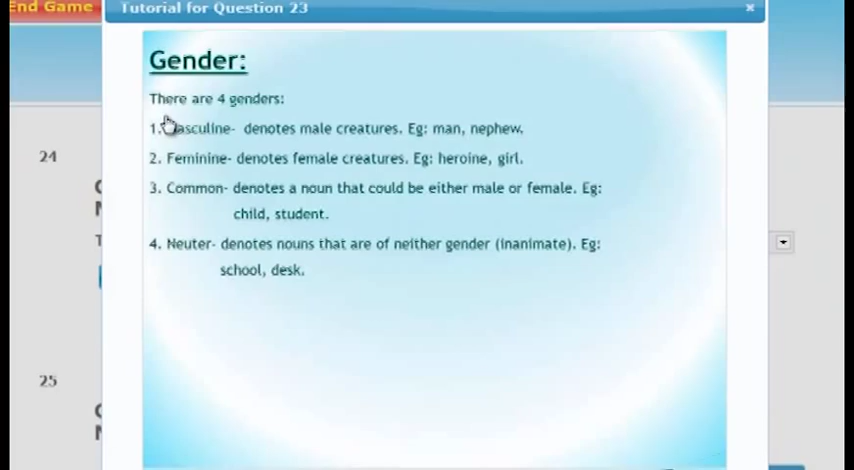 End Game
Tutorial for Question 23
Gender:
There are 4 genders:
1. Masculine- denotes male creatures. Eg: man, nephew.
24
2. Feminine- denotes female creatures. Eg: heroine, girl.
3. Common- denotes a noun that could be either male or female. Eg:
child, student.
4. Neuter- denotes nouns that are of neither gender (inanimate). Eg:
school, desk.
25